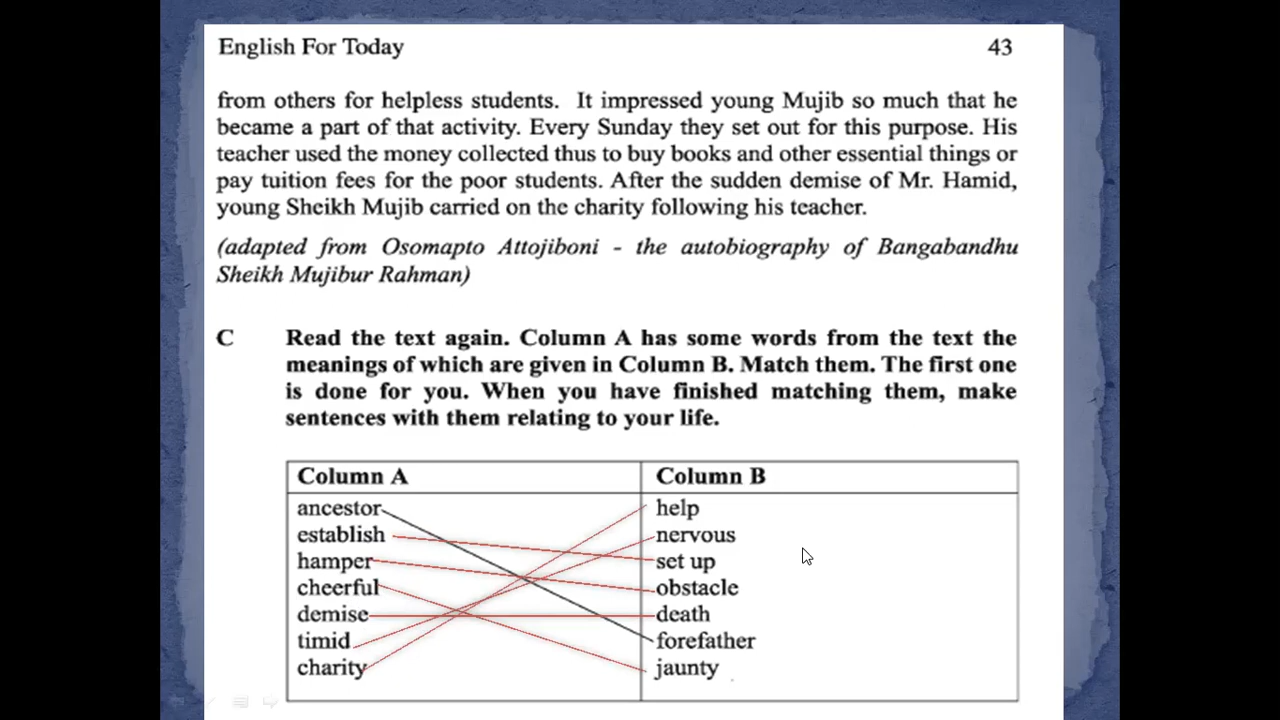 English For Today 43
from others for helpless students. It impressed young Mujib so much that he
became a part of that activity. Every Sunday they set out for this purpose. His
teacher used the money collected thus to buy books and other essential things or
pay tuition fees for the poor students. After the sudden demise of Mr. Hamid,
young Sheikh Mujib carried on the charity following his teacher.
(adapted from Osomapto Attojiboni - the autobiography of Bangabandhu
Sheikh Mujibur Rahman)
C Read the text again. Column A has some words from the text the
meanings of which are given in Column B. Match them. The first one
is done for you. When you have finished matching them, make
sentences with them relating to your life.
Column A Column B
ancestor help
establish nervous
hamper set up
cheerful obstacle
demise death
timid forefather
charity jaunty